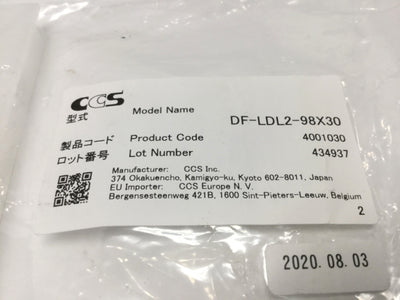 CCS
型式 Model Name DF-LDL2-98X30
製品コード Product Code 4001030
ロット番号 Lot Number 434937
Manufacturer: CCS Inc.
374 Okakuencho, Kamigyo-ku, Kyoto 602-8011, Japan
EU Importer: CCS Europe N. V.
Bergensesteenweg 421B, 1600 Sint-Pieters-Leeuw, Belgium
2
2020.08.03